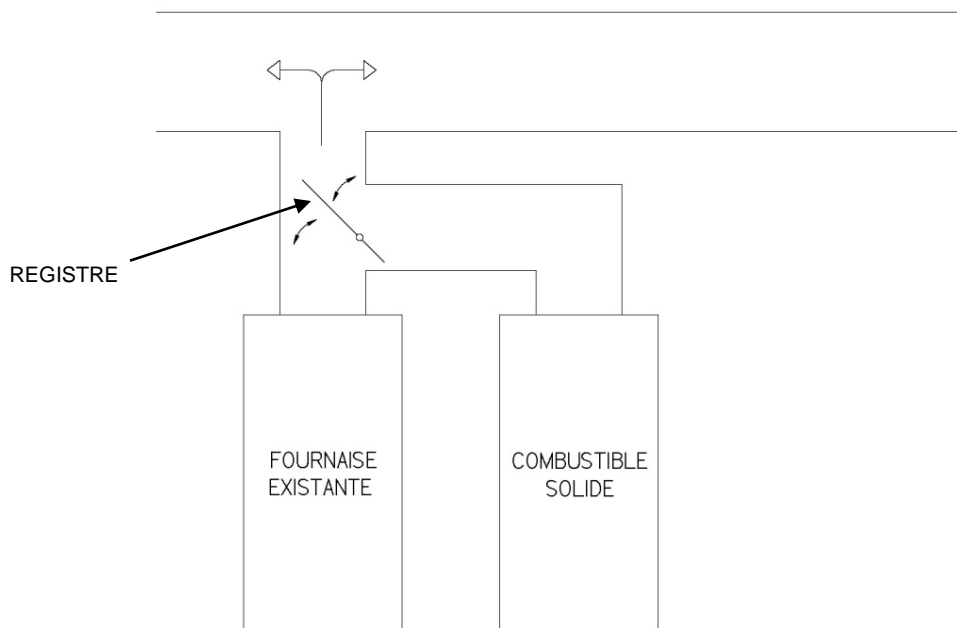 REGISTRE
FOURNAISE
EXISTANTE
COMBUSTIBLE
SOLIDE